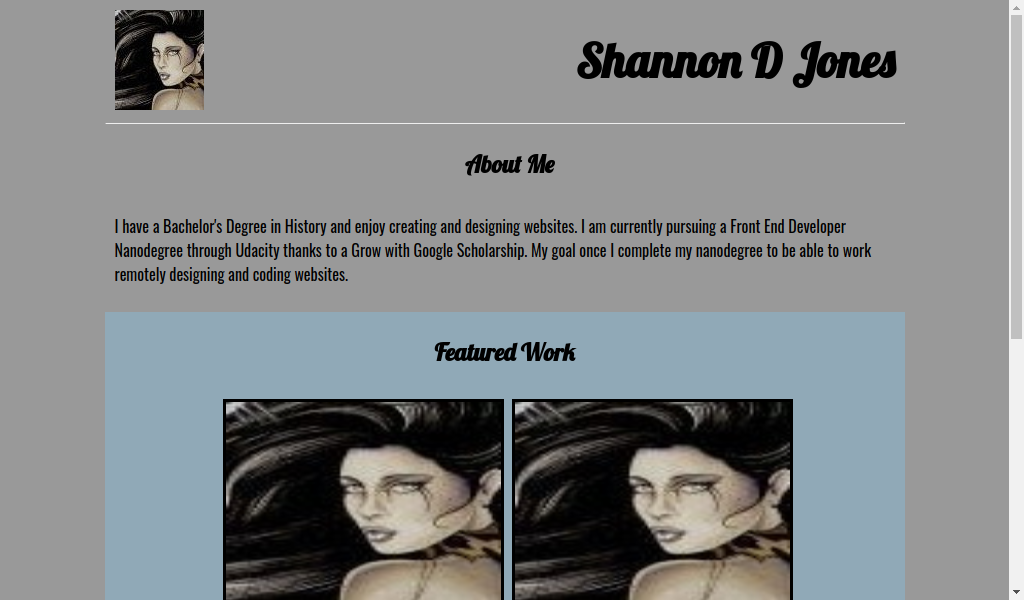 Shannon D Jones
About Me
I have a Bachelor's Degree in History and enjoy creating and designing websites. I am currently pursuing a Front End Developer
Nanodegree through Udacity thanks to a Grow with Google Scholarship. My goal once I complete my nanodegree to be able to work
remotely designing and coding websites.
Featured Work